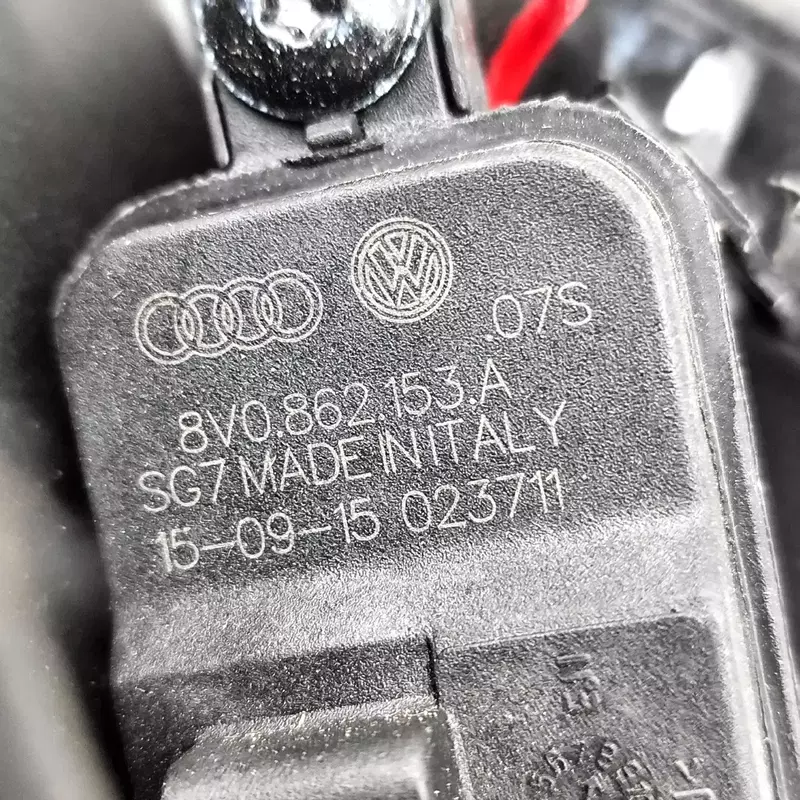 .07S
8V0.862.153.A
SG7 MADE IN ITALY
15-09-15 023711